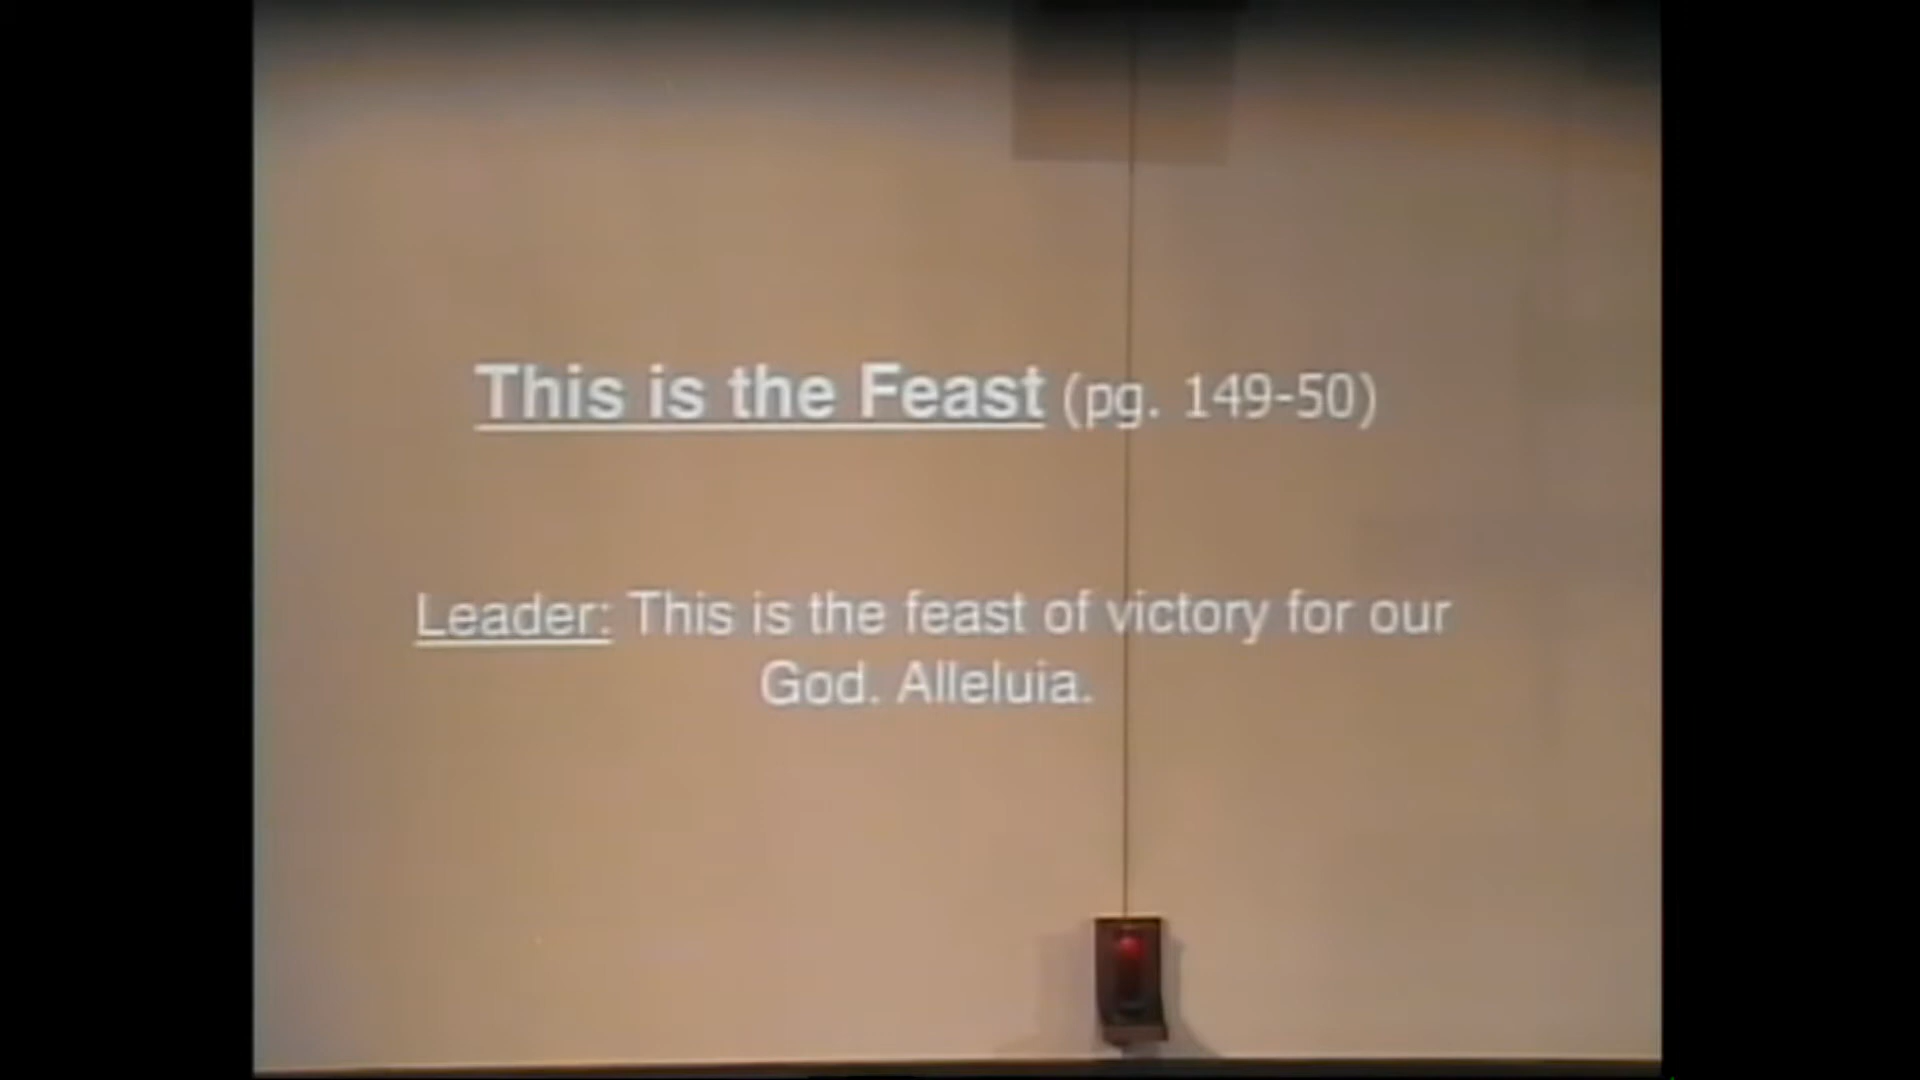 This is the Feast (pg. 149-50)
Leader: This is the feast of victory for our
God. Alleluia.